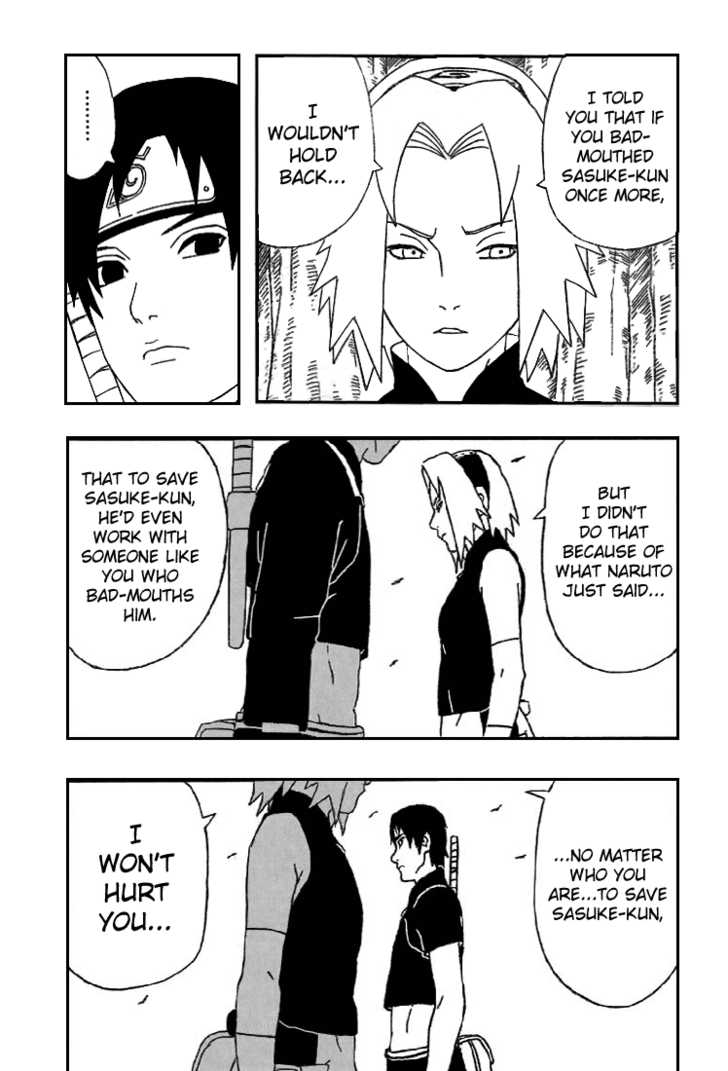 I TOLD
YOU THAT IF
YOU BAD-
MOUTHED
SASUKE-KUN
ONCE MORE,
I
WOULDN'T
HOLD
BACK...
.........
BUT
I DIDN'T
DO THAT
BECAUSE OF
WHAT NARUTO
JUST SAID...
THAT TO SAVE
SASUKE-KUN,
HE'D EVEN
WORK WITH
SOMEONE LIKE
YOU WHO
BAD-MOUTHS
HIM.
...NO MATTER
WHO YOU
ARE...TO SAVE
SASUKE-KUN,
I
WON'T
HURT
YOU...